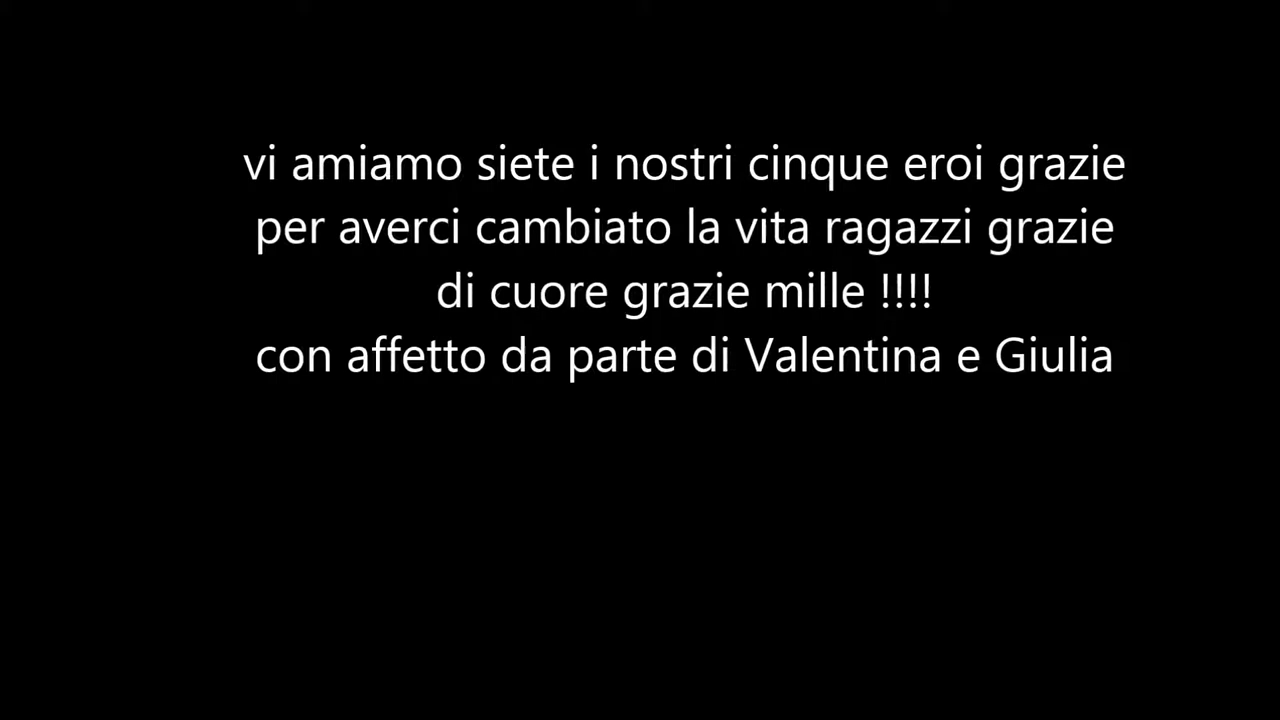 vi amiamo siete i nostri cinque eroi grazie
per averci cambiato la vita ragazzi grazie
di cuore grazie mille !!!!
con affetto da parte di Valentina e Giulia